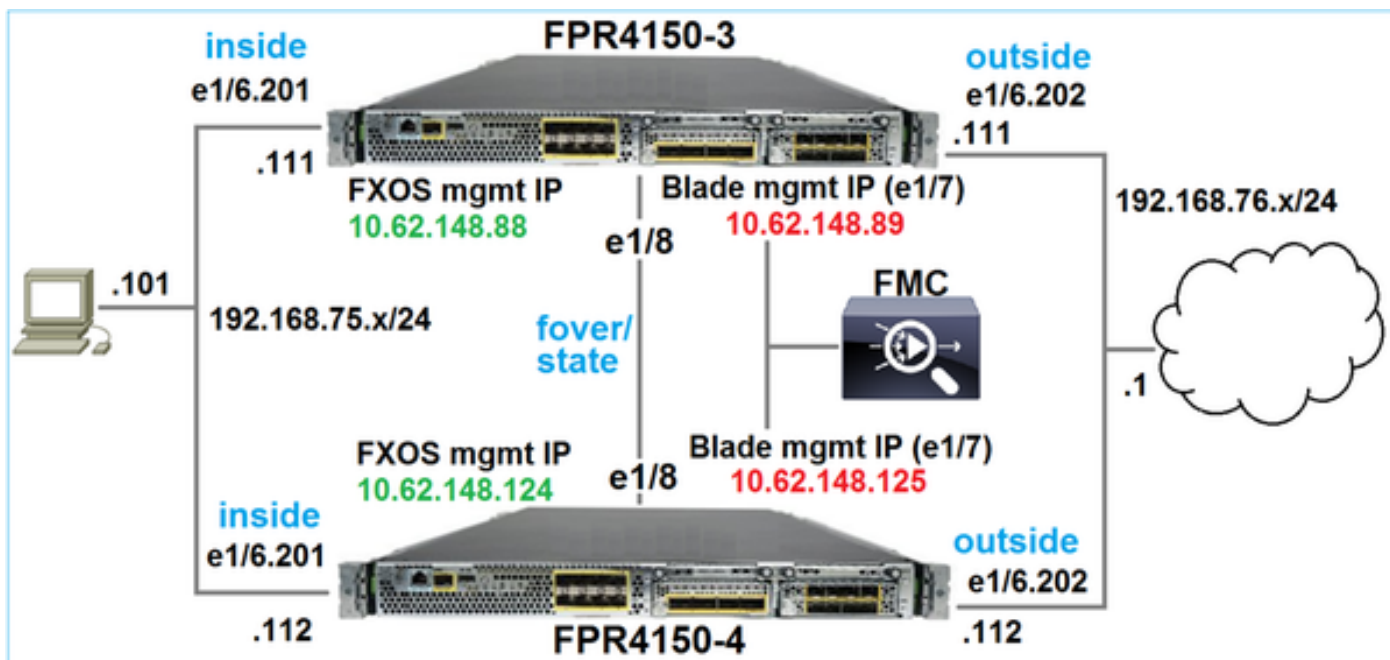 FPR4150-3
inside
e1/6.201
.111
outside
e1/6.202
.111
FXOS mgmt IP
10.62.148.88
Blade mgmt IP (e1/7)
10.62.148.89
e1/8
192.168.76.x/24
.101
192.168.75.x/24
fover/
state
FMC
.1
FXOS mgmt IP
10.62.148.124
e1/8
Blade mgmt IP (e1/7)
10.62.148.125
inside
e1/6.201
.112
outside
e1/6.202
.112
FPR4150-4